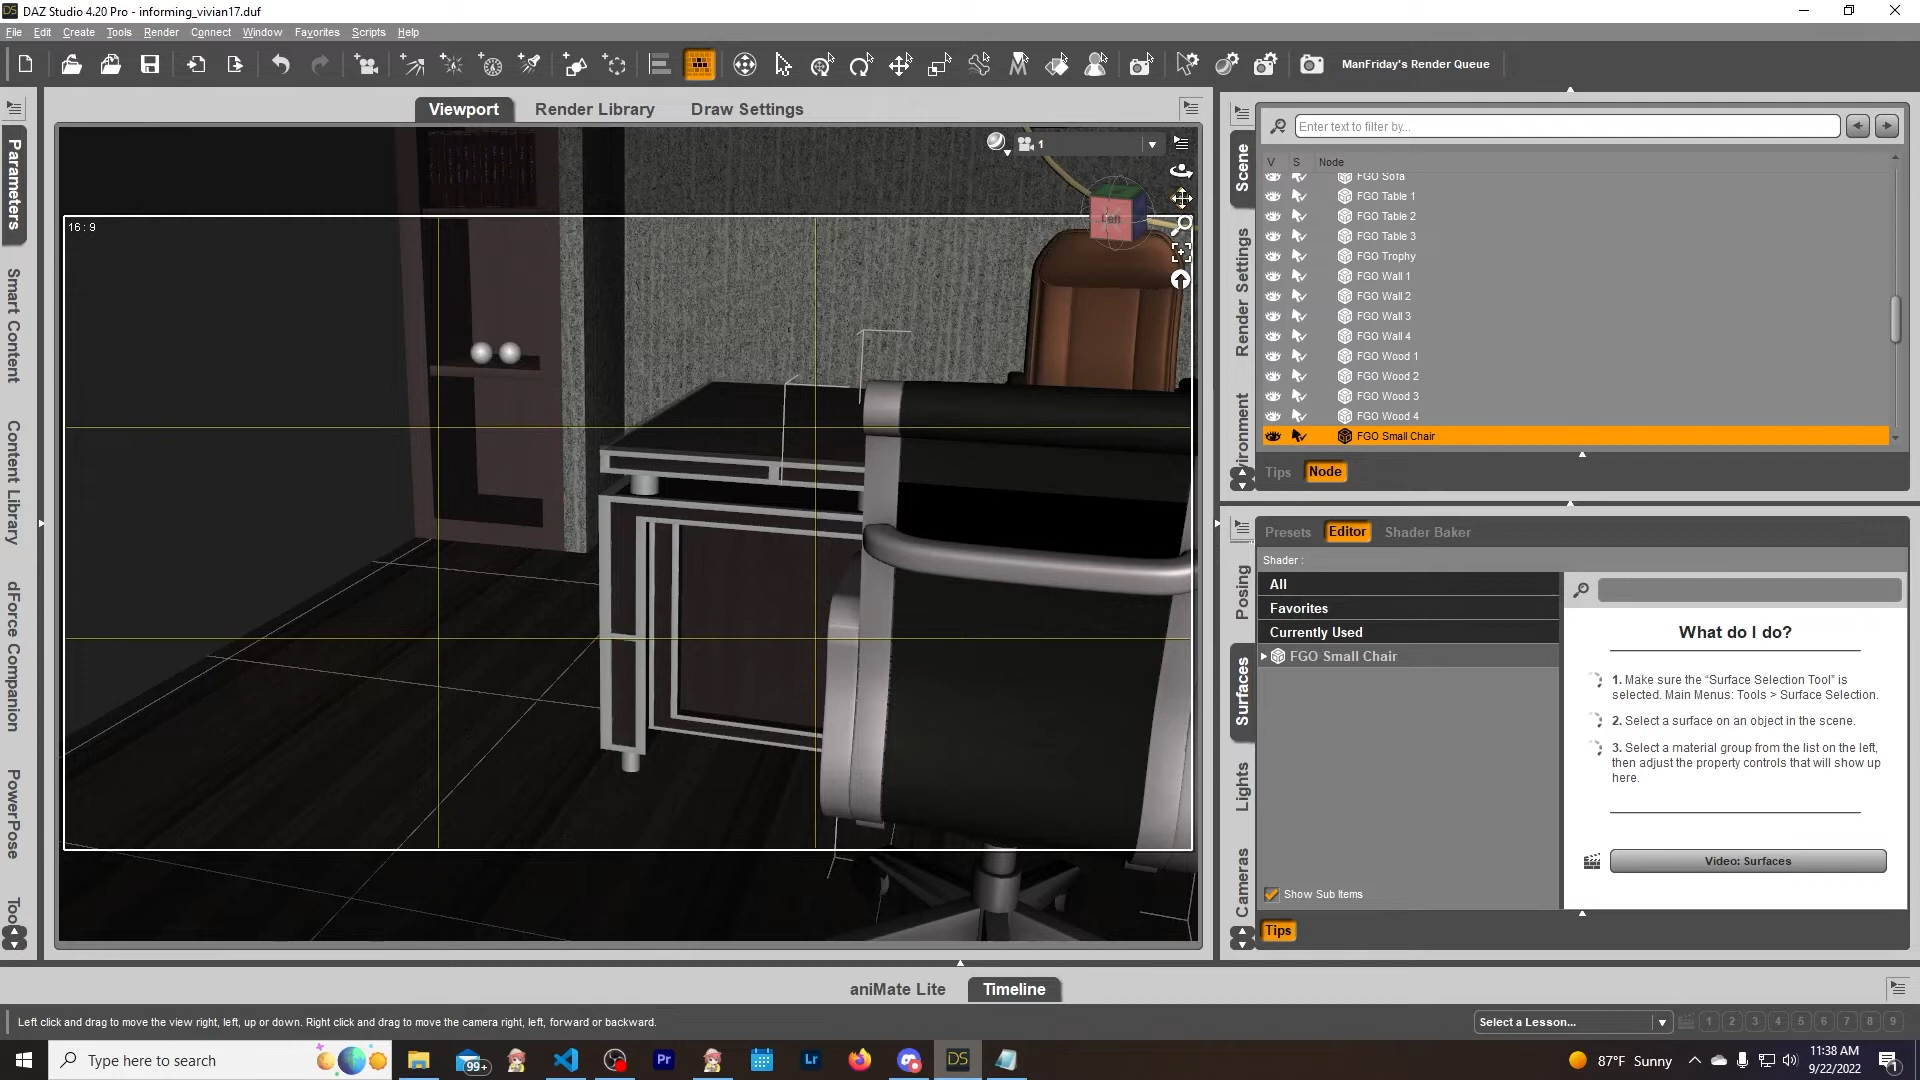 DAZ Studio 4.20 Pro - informing_vivian17.duf
File Edit Create Tools Render Connect Window Favorites Scripts Help
ManFriday's Render Queue
Viewport Render Library Draw Settings
1
16 : 9
Left
Parameters
Smart Content
Content Library
dForce Companion
PowerPose
Tool
Scene
Render Settings
vironment
Enter text to filter by...
V S Node
FGO Sofa
FGO Table 1
FGO Table 2
FGO Table 3
FGO Trophy
FGO Wall 1
FGO Wall 2
FGO Wall 3
FGO Wall 4
FGO Wood 1
FGO Wood 2
FGO Wood 3
FGO Wood 4
FGO Small Chair
Tips Node
Posing
Surfaces
Lights
Cameras
Presets Editor Shader Baker
Shader :
All
Favorites
Currently Used
FGO Small Chair
Show Sub Items
What do I do?
1. Make sure the "Surface Selection Tool" is
selected. Main Menus: Tools > Surface Selection.
2. Select a surface on an object in the scene.
3. Select a material group from the list on the left,
then adjust the property controls that will show up
here.
Video: Surfaces
Tips
aniMate Lite Timeline
Left click and drag to move the view right, left, up or down. Right click and drag to move the camera right, left, forward or backward.
Select a Lesson...
1 2 3 4 5 6 7 8 9
Type here to search
99+
Pr
Lr
DS
87°F Sunny
11:38 AM
9/22/2022
1